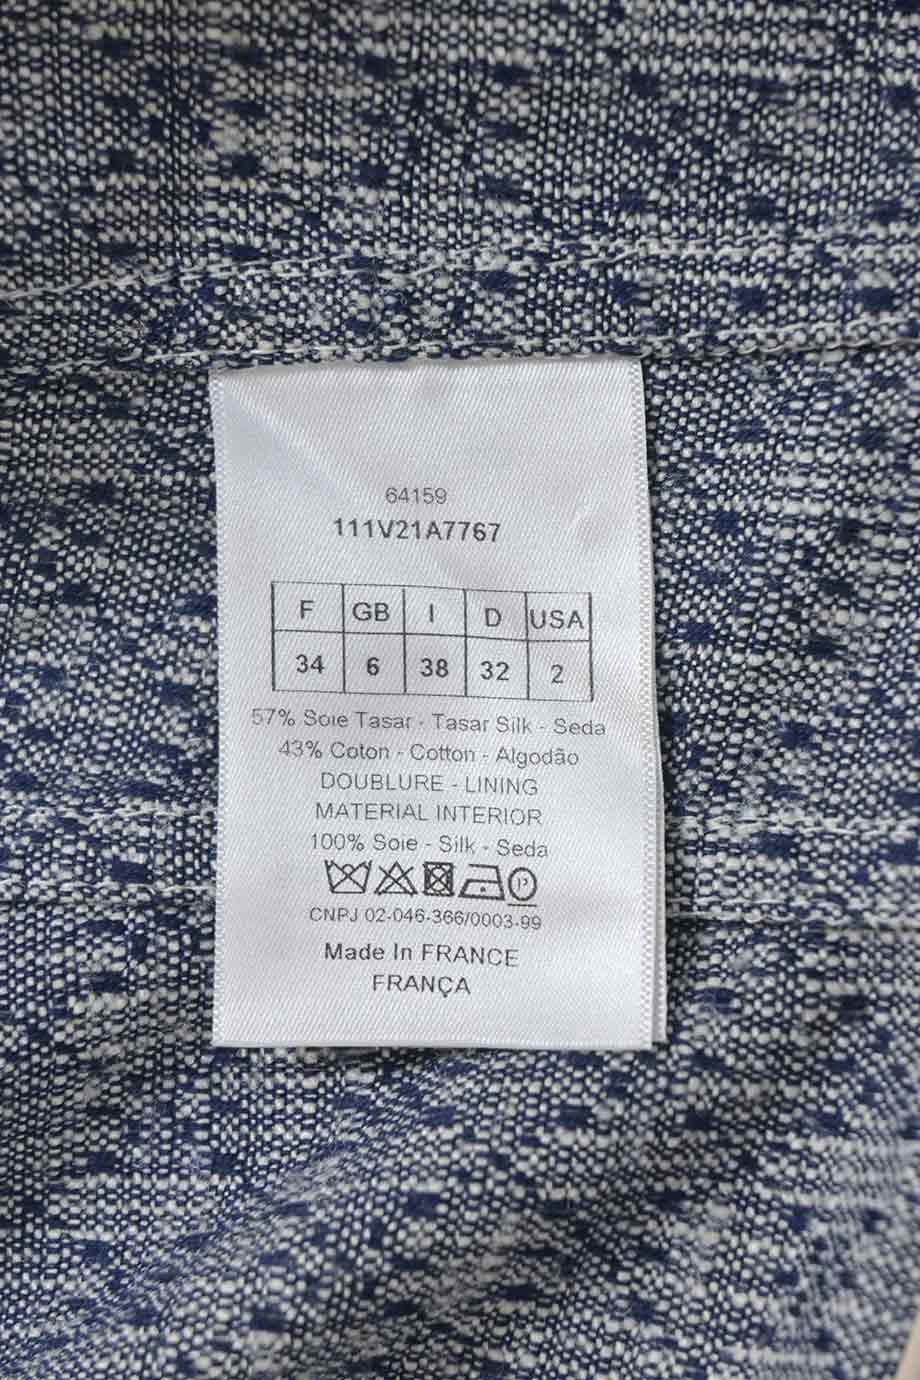 64159
111V21A7767
F GB I D USA
34 6 38 32 2
57% Soie Tasar - Tasar Silk - Seda
43% Coton - Cotton - Algodão
DOUBLURE - LINING
MATERIAL INTERIOR
100% Soie - Silk - Seda
P
CNPJ 02-046-366/0003-99
Made In FRANCE
FRANÇA